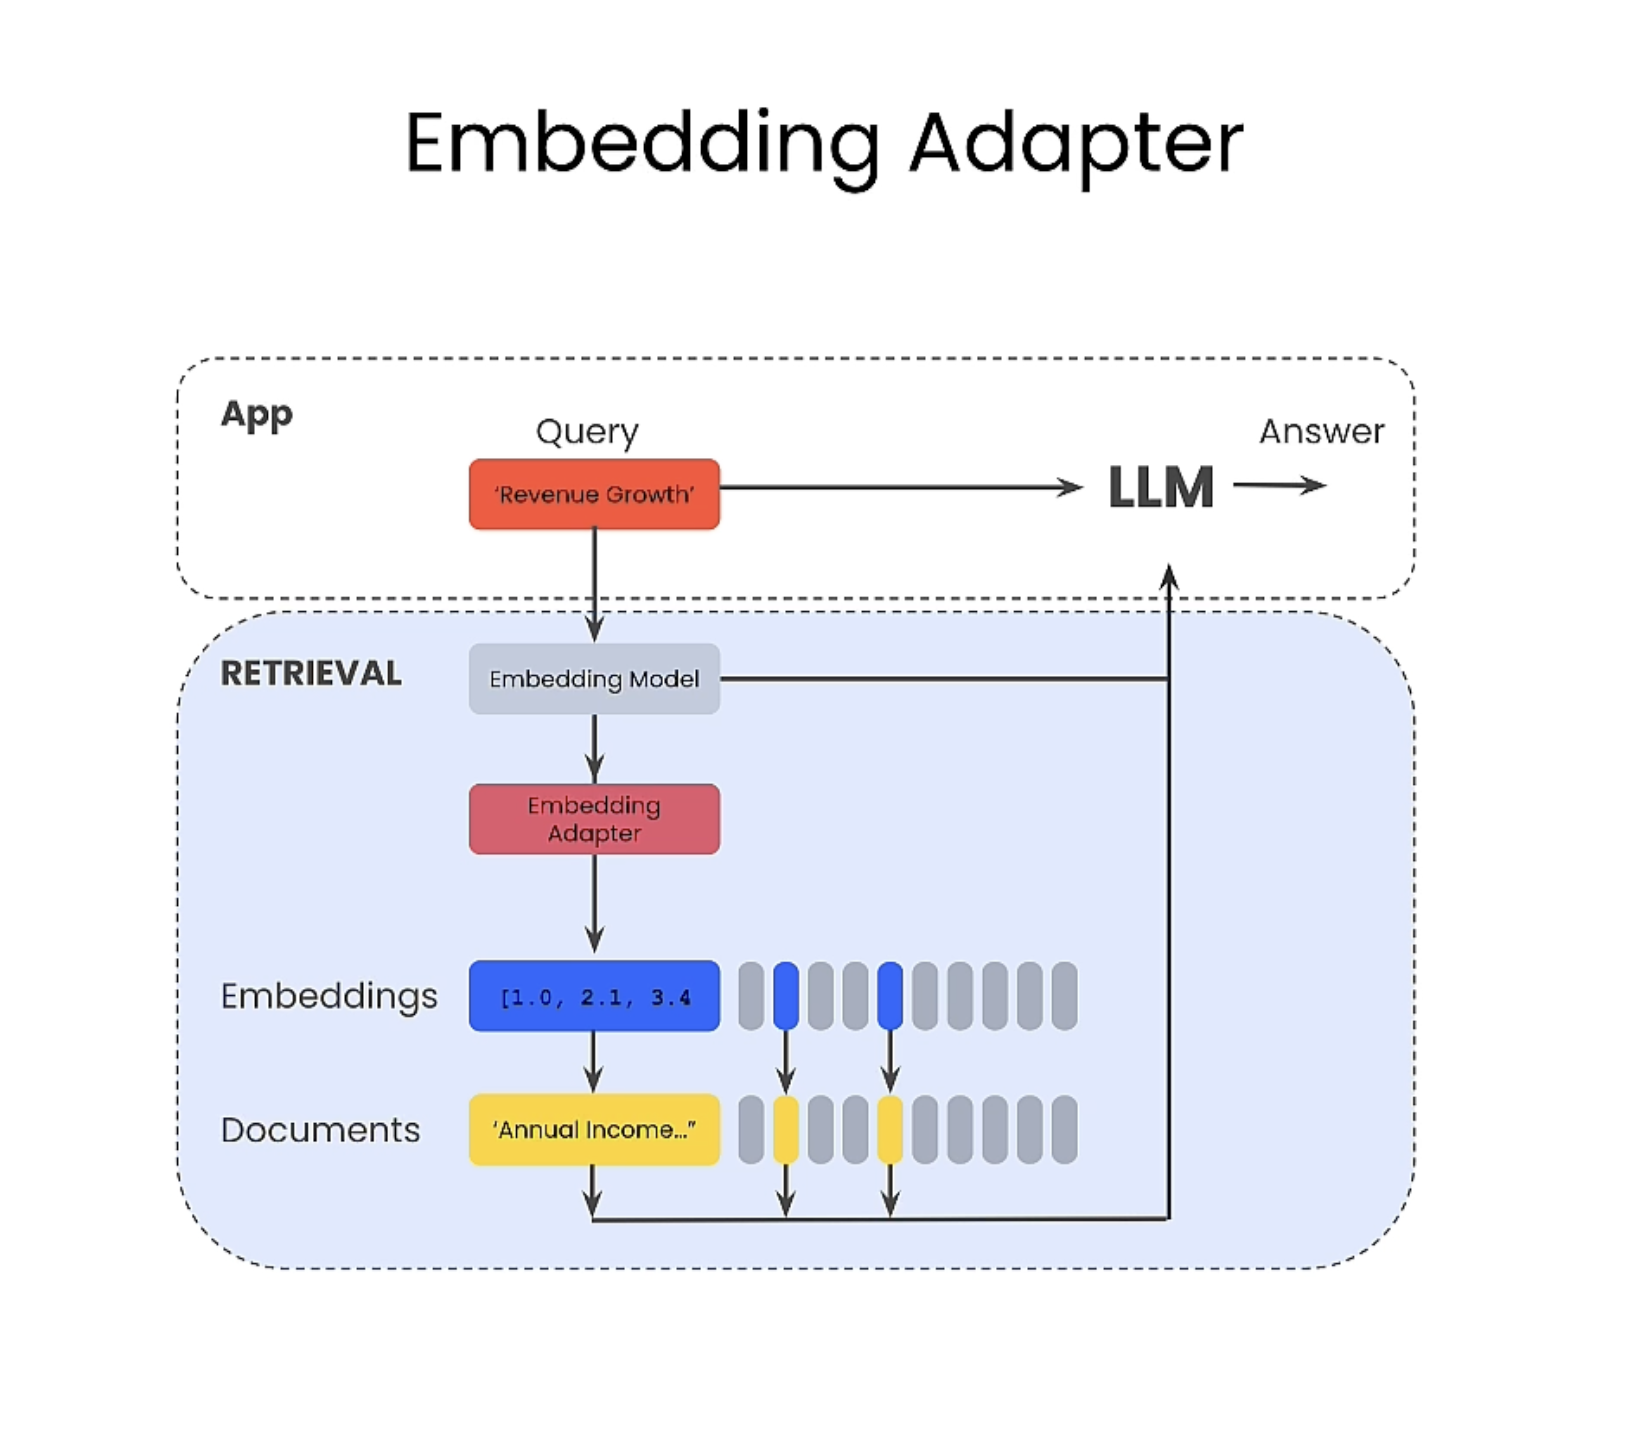 Embedding Adapter
App
Query
Answer
‘Revenue Growth’
LLM
RETRIEVAL
Embedding Model
Embedding
Adapter
Embeddings
[1.0, 2.1, 3.4
Documents
‘Annual Income...”